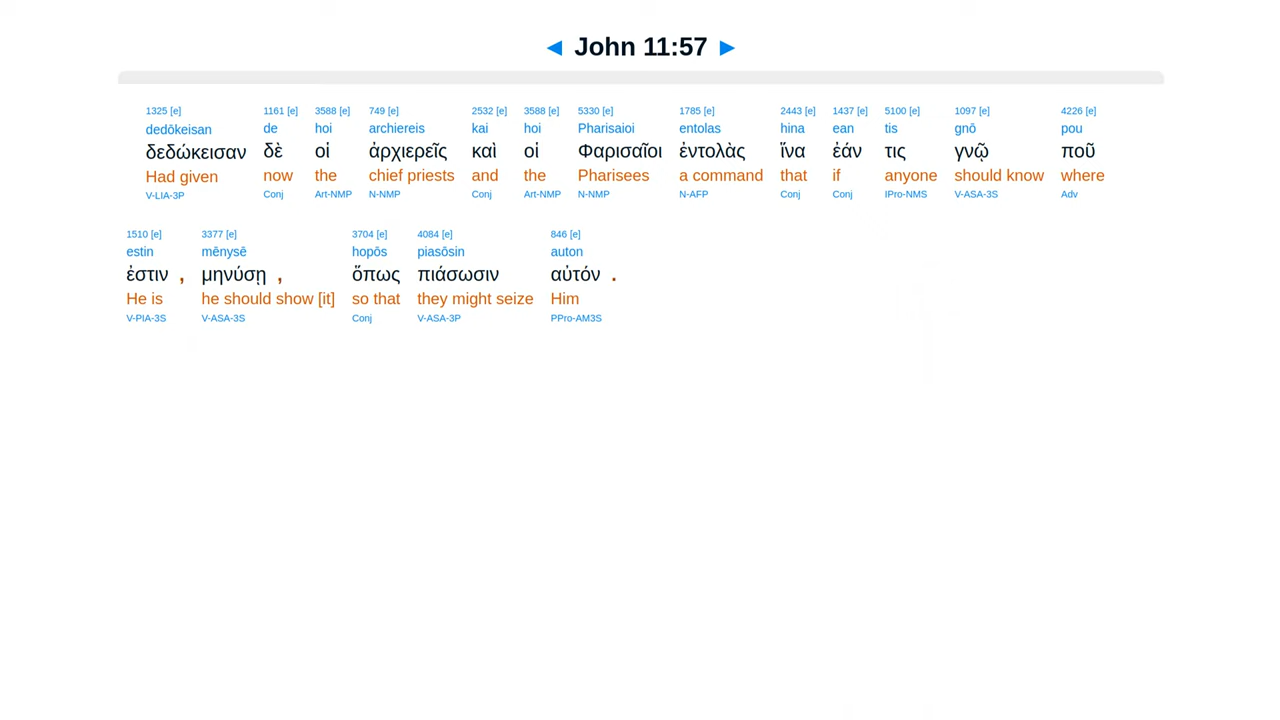 ◄ John 11:57 ►
1325 [e] 1161 [e] 3588 [e] 749 [e] 2532 [e] 3588 [e] 5330 [e] 1785 [e] 2443 [e] 1437 [e] 5100 [e] 1097 [e] 4226 [e]
dedōkeisan de hoi archiereis kai hoi Pharisaioi entolas hina ean tis gnō pou
δεδώκεισαν δὲ οἱ ἀρχιερεῖς καὶ οἱ Φαρισαῖοι ἐντολὰς ἵνα ἐάν τις γνῷ ποῦ
Had given now the chief priests and the Pharisees a command that if anyone should know where
V-LIA-3P Conj Art-NMP N-NMP Conj Art-NMP N-NMP N-AFP Conj Conj IPro-NMS V-ASA-3S Adv
1510 [e] 3377 [e] 3704 [e] 4084 [e] 846 [e]
estin mēnysē hopōs piasōsin auton
ἐστιν , μηνύσῃ , ὅπως πιάσωσιν αὐτόν .
He is he should show [it] so that they might seize Him
V-PIA-3S V-ASA-3S Conj V-ASA-3P PPro-AM3S